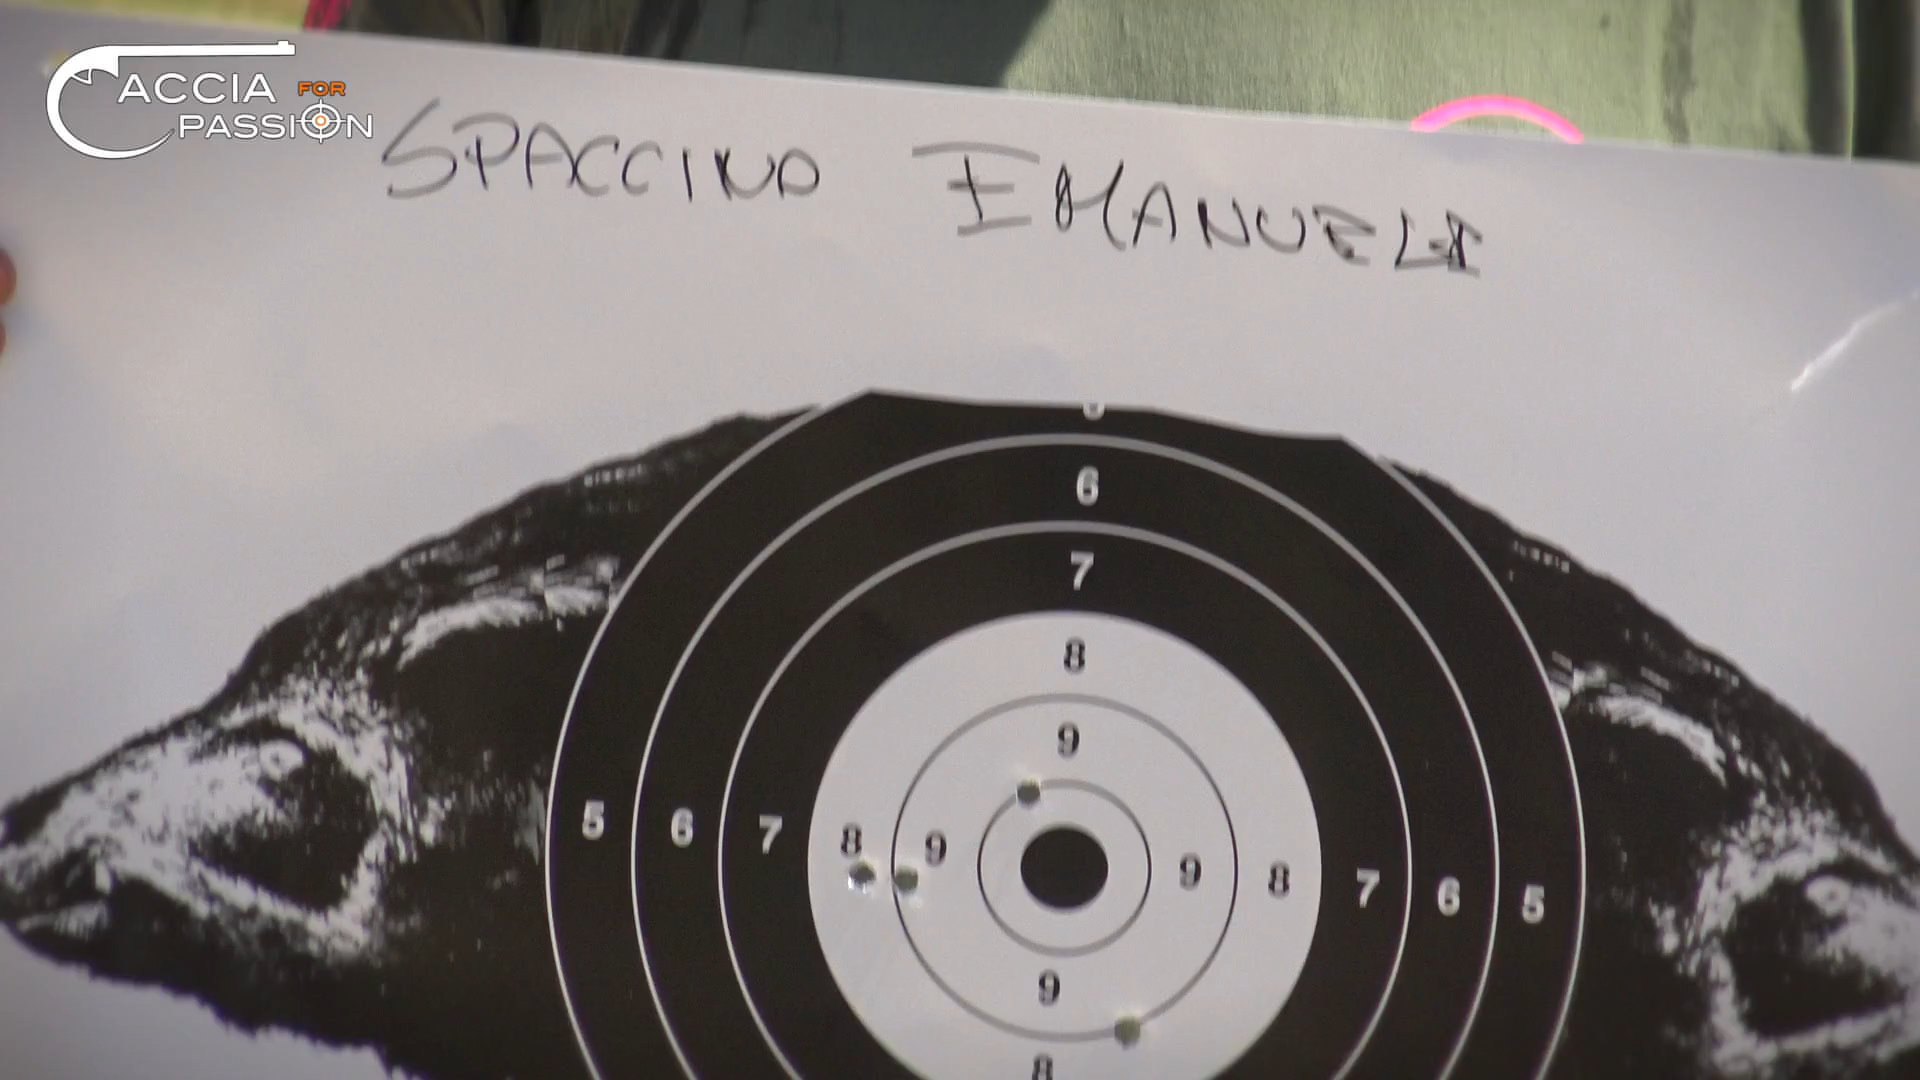 CACCIA FOR
PASSION
SPACCINO EMANUELE
6
7
8
9
5 6 7 8 9 9 8 7 6 5
9
8